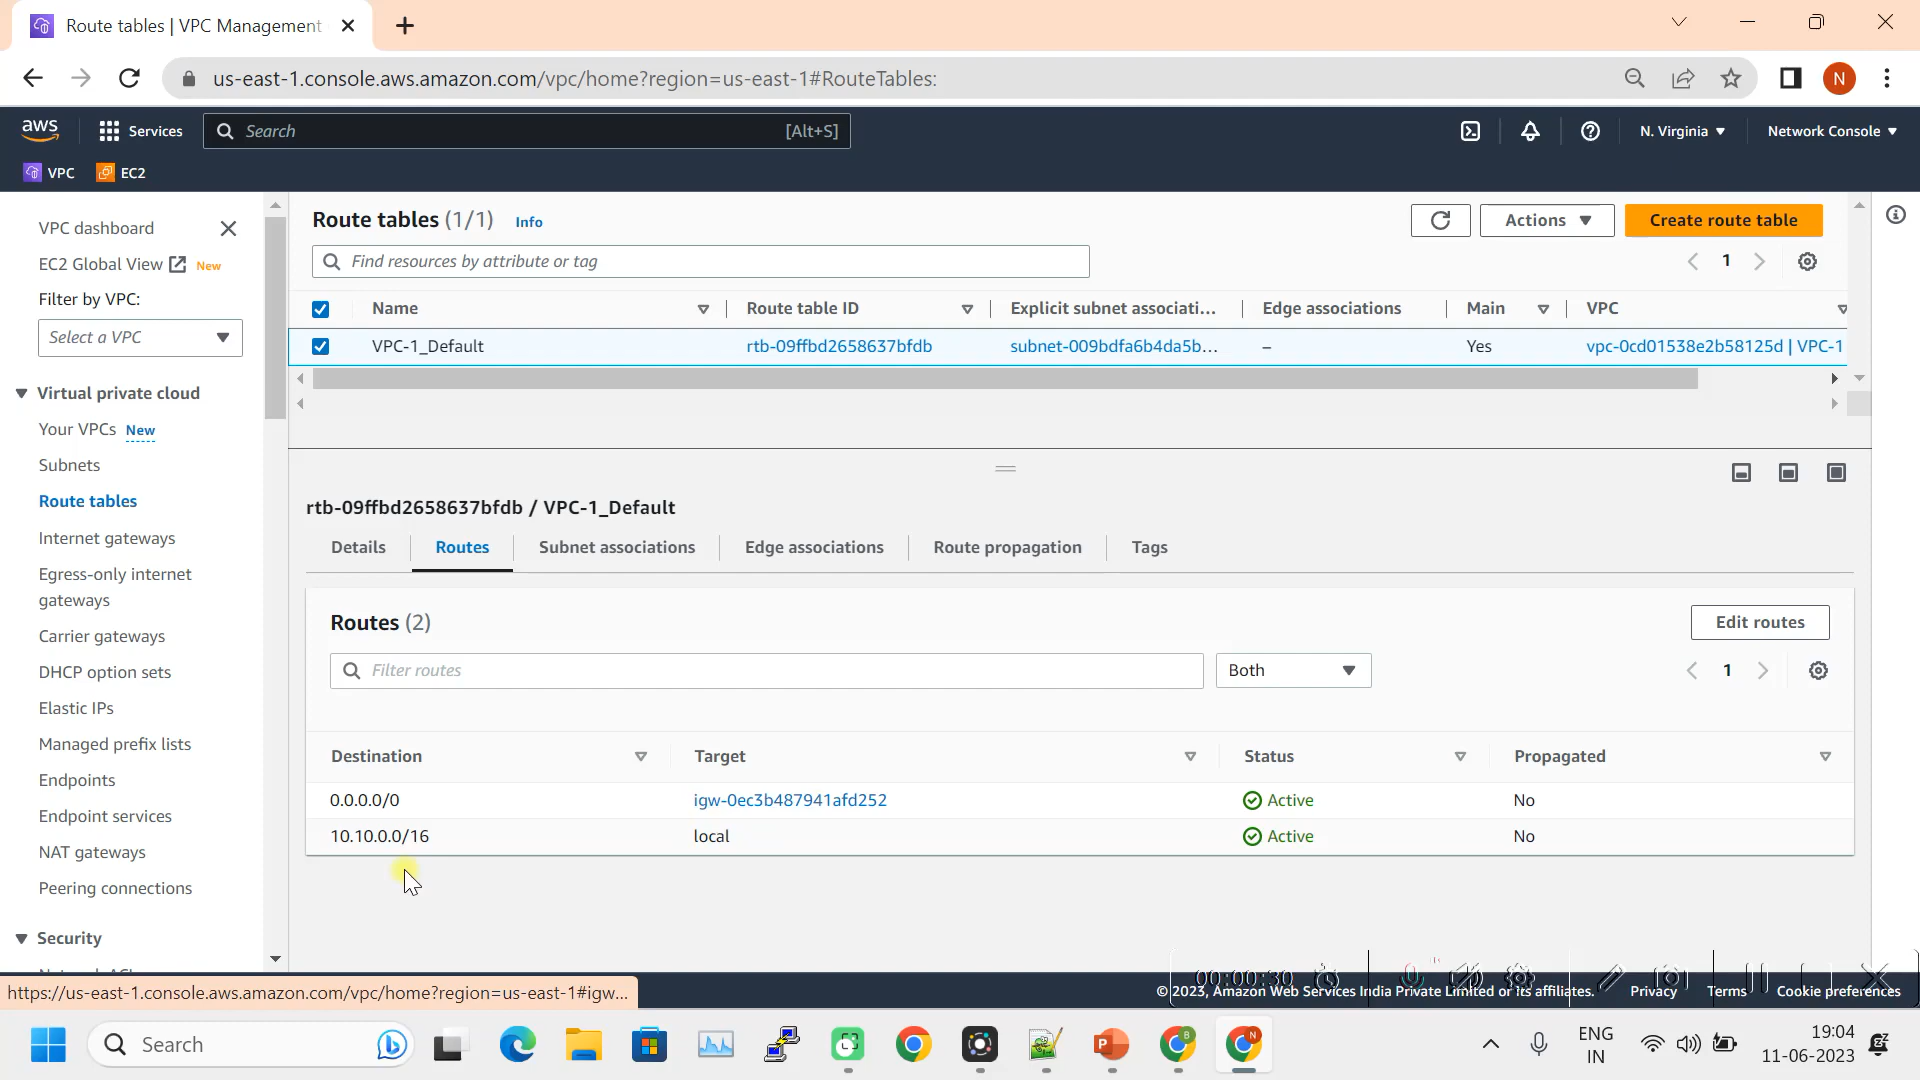 Route tables | VPC Management
us-east-1.console.aws.amazon.com/vpc/home?region=us-east-1#RouteTables:
N
aws
Services
Search
[Alt+S]
N. Virginia
Network Console
VPC
EC2
VPC dashboard
EC2 Global View
New
Filter by VPC:
Select a VPC
Virtual private cloud
Your VPCs New
Subnets
Route tables
Internet gateways
Egress-only internet
gateways
Carrier gateways
DHCP option sets
Elastic IPs
Managed prefix lists
Endpoints
Endpoint services
NAT gateways
Peering connections
Security
Route tables (1/1) Info
Actions
Create route table
Find resources by attribute or tag
1
Name Route table ID Explicit subnet associati... Edge associations Main VPC
VPC-1_Default rtb-09ffbd2658637bfdb subnet-009bdfa6b4da5b... – Yes vpc-0cd01538e2b58125d | VPC-1
rtb-09ffbd2658637bfdb / VPC-1_Default
Details Routes Subnet associations Edge associations Route propagation Tags
Routes (2)
Edit routes
Filter routes
Both
1
Destination Target Status Propagated
0.0.0.0/0 igw-0ec3b487941afd252 Active No
10.10.0.0/16 local Active No
00:00:30
https://us-east-1.console.aws.amazon.com/vpc/home?region=us-east-1#igw...
© 2023, Amazon Web Services India Private Limited or its affiliates. Privacy Terms Cookie preferences
Search
ENG
IN
19:04
11-06-2023